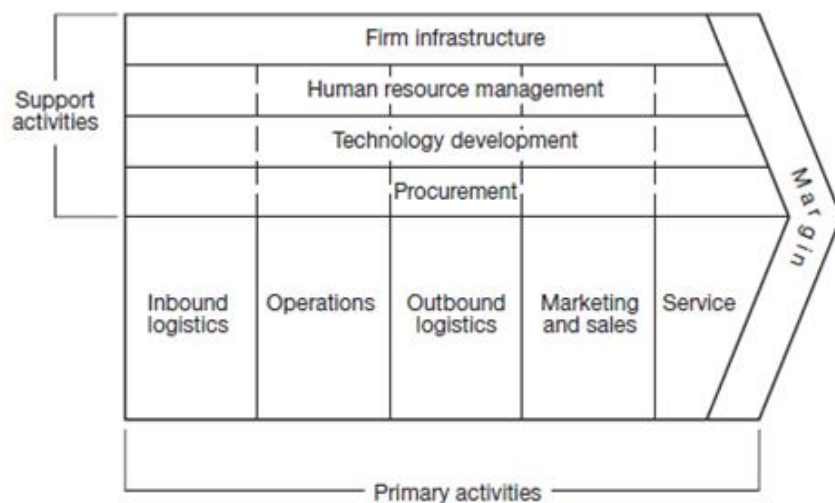 Firm infrastructure
Human resource management
Support
activities
Technology development
Procurement
Margin
Inbound
logistics
Operations
Outbound
logistics
Marketing
and sales
Service
Primary activities